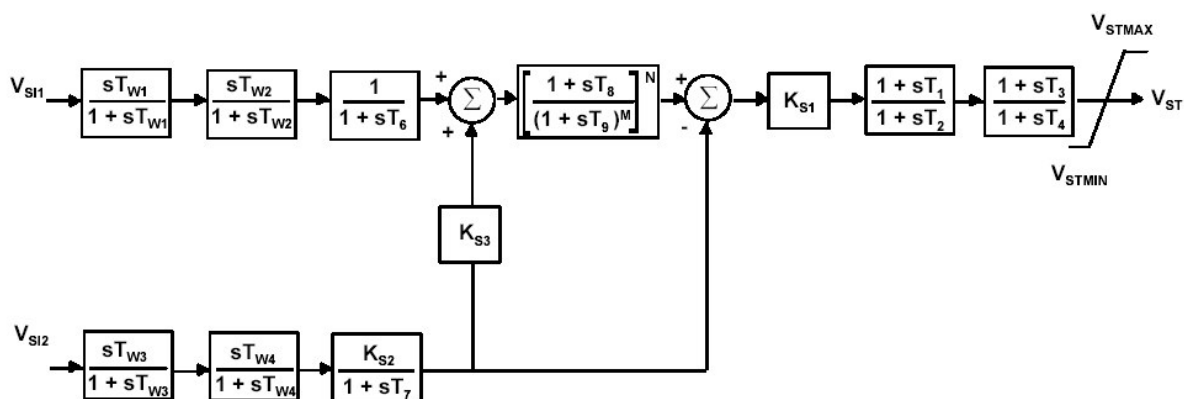 V_STMAX
V_SI1
sT_W1
1 + sT_W1
sT_W2
1 + sT_W2
1
1 + sT_6
+
Σ
+
1 + sT_8
(1 + sT_9)^M
N
+
Σ
-
K_S1
1 + sT_1
1 + sT_2
1 + sT_3
1 + sT_4
V_ST
V_STMIN
K_S3
V_SI2
sT_W3
1 + sT_W3
sT_W4
1 + sT_W4
K_S2
1 + sT_7